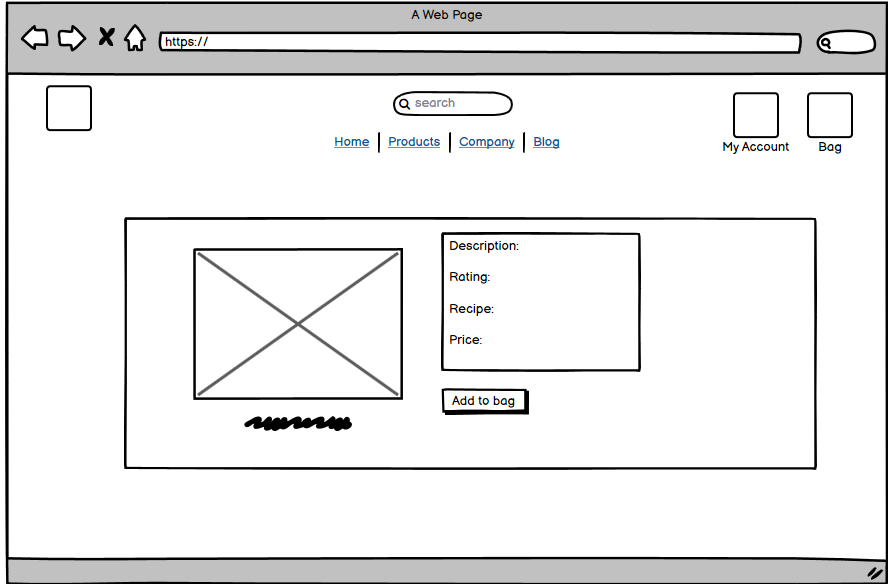 A Web Page
https://
search
Home Products Company Blog
My Account Bag
Description:
Rating:
Recipe:
Price:
Add to bag